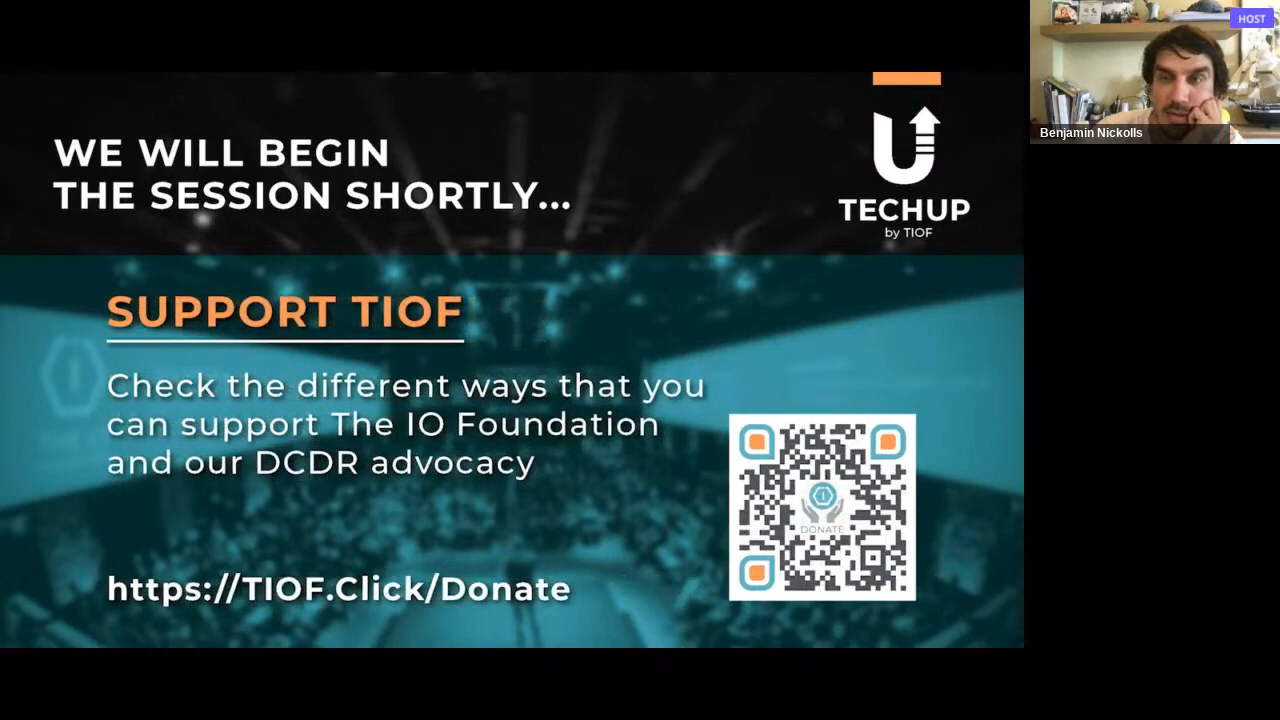 WE WILL BEGIN
THE SESSION SHORTLY...
TECHUP
by TIOF
SUPPORT TIOF
Check the different ways that you
can support The IO Foundation
and our DCDR advocacy
DONATE
https://TIOF.Click/Donate
HOST
Benjamin Nickolls